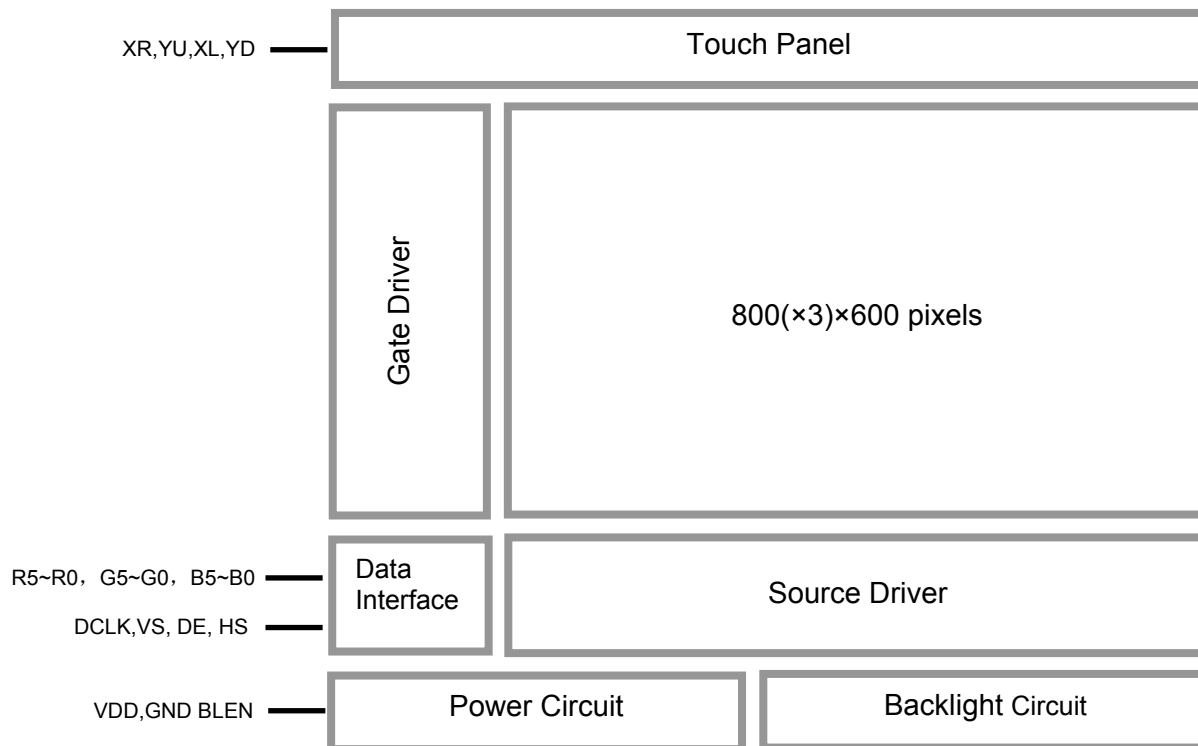 XR,YU,XL,YD
Touch Panel
Gate Driver
800(×3)×600 pixels
R5~R0，G5~G0，B5~B0
Data
Interface
DCLK,VS, DE, HS
Source Driver
VDD,GND BLEN
Power Circuit
Backlight Circuit